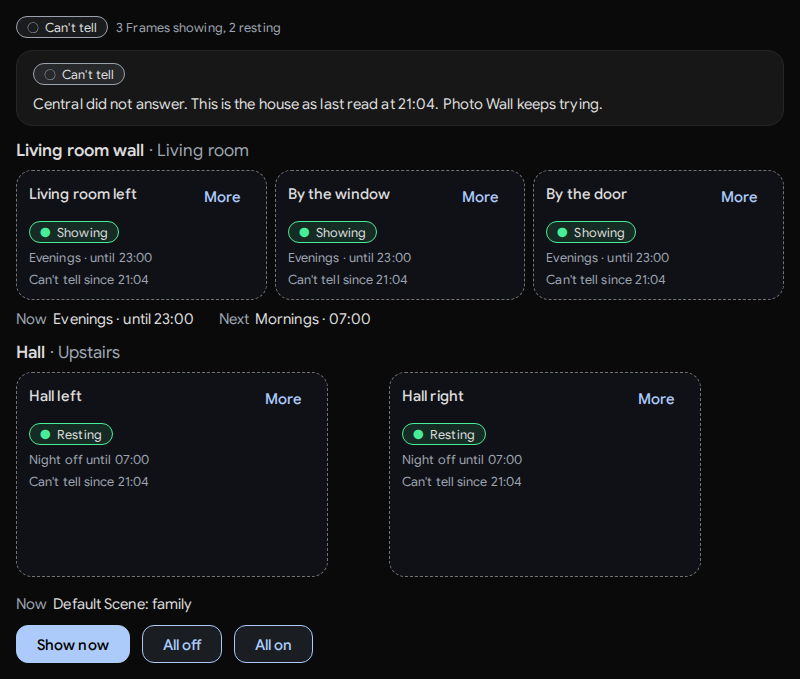 Can't tell 3 Frames showing, 2 resting
Can't tell
Central did not answer. This is the house as last read at 21:04. Photo Wall keeps trying.
Living room wall · Living room
Living room left More
Showing
Evenings · until 23:00
Can't tell since 21:04
By the window More
Showing
Evenings · until 23:00
Can't tell since 21:04
By the door More
Showing
Evenings · until 23:00
Can't tell since 21:04
Now Evenings · until 23:00 Next Mornings · 07:00
Hall · Upstairs
Hall left More
Resting
Night off until 07:00
Can't tell since 21:04
Hall right More
Resting
Night off until 07:00
Can't tell since 21:04
Now Default Scene: family
Show now All off All on